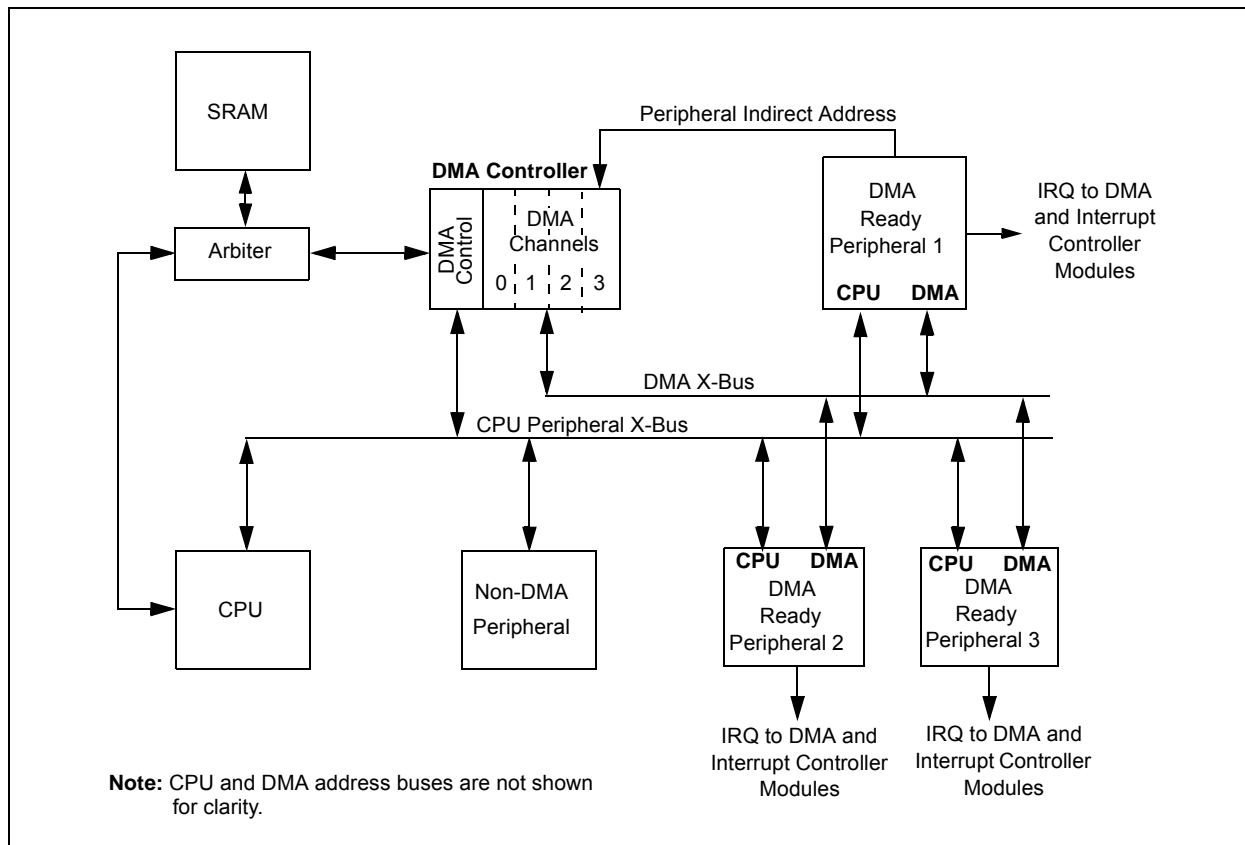 SRAM
Arbiter
Peripheral Indirect Address
DMA Controller
DMA
Control
DMA
Channels
0 1 2 3
DMA
Ready
Peripheral 1
CPU DMA
IRQ to DMA
and Interrupt
Controller
Modules
DMA X-Bus
CPU Peripheral X-Bus
CPU
Non-DMA
Peripheral
CPU DMA
DMA
Ready
Peripheral 2
CPU DMA
DMA
Ready
Peripheral 3
IRQ to DMA and
Interrupt Controller
Modules
IRQ to DMA and
Interrupt Controller
Modules
Note: CPU and DMA address buses are not shown
for clarity.